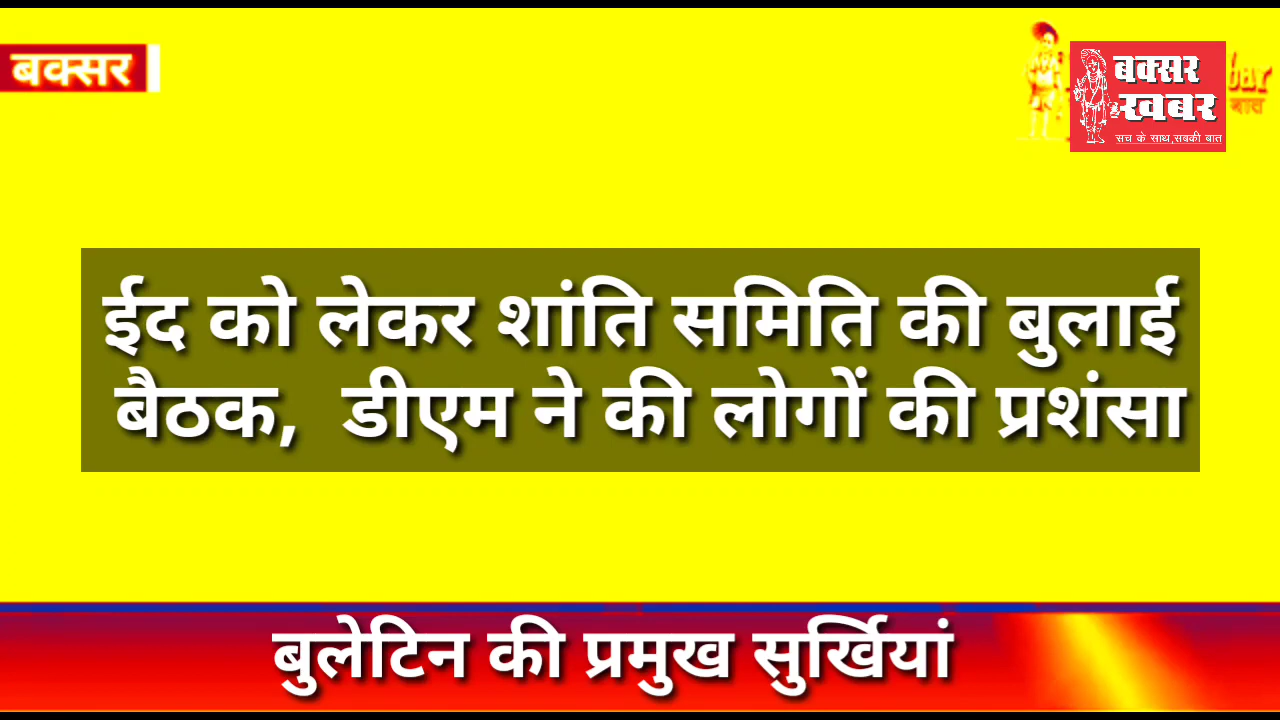 बक्सर
बक्सर
खबर
सच के साथ,सबकी बात
ईद को लेकर शांति समिति की बुलाई
बैठक, डीएम ने की लोगों की प्रशंसा
बुलेटिन की प्रमुख सुर्खियां